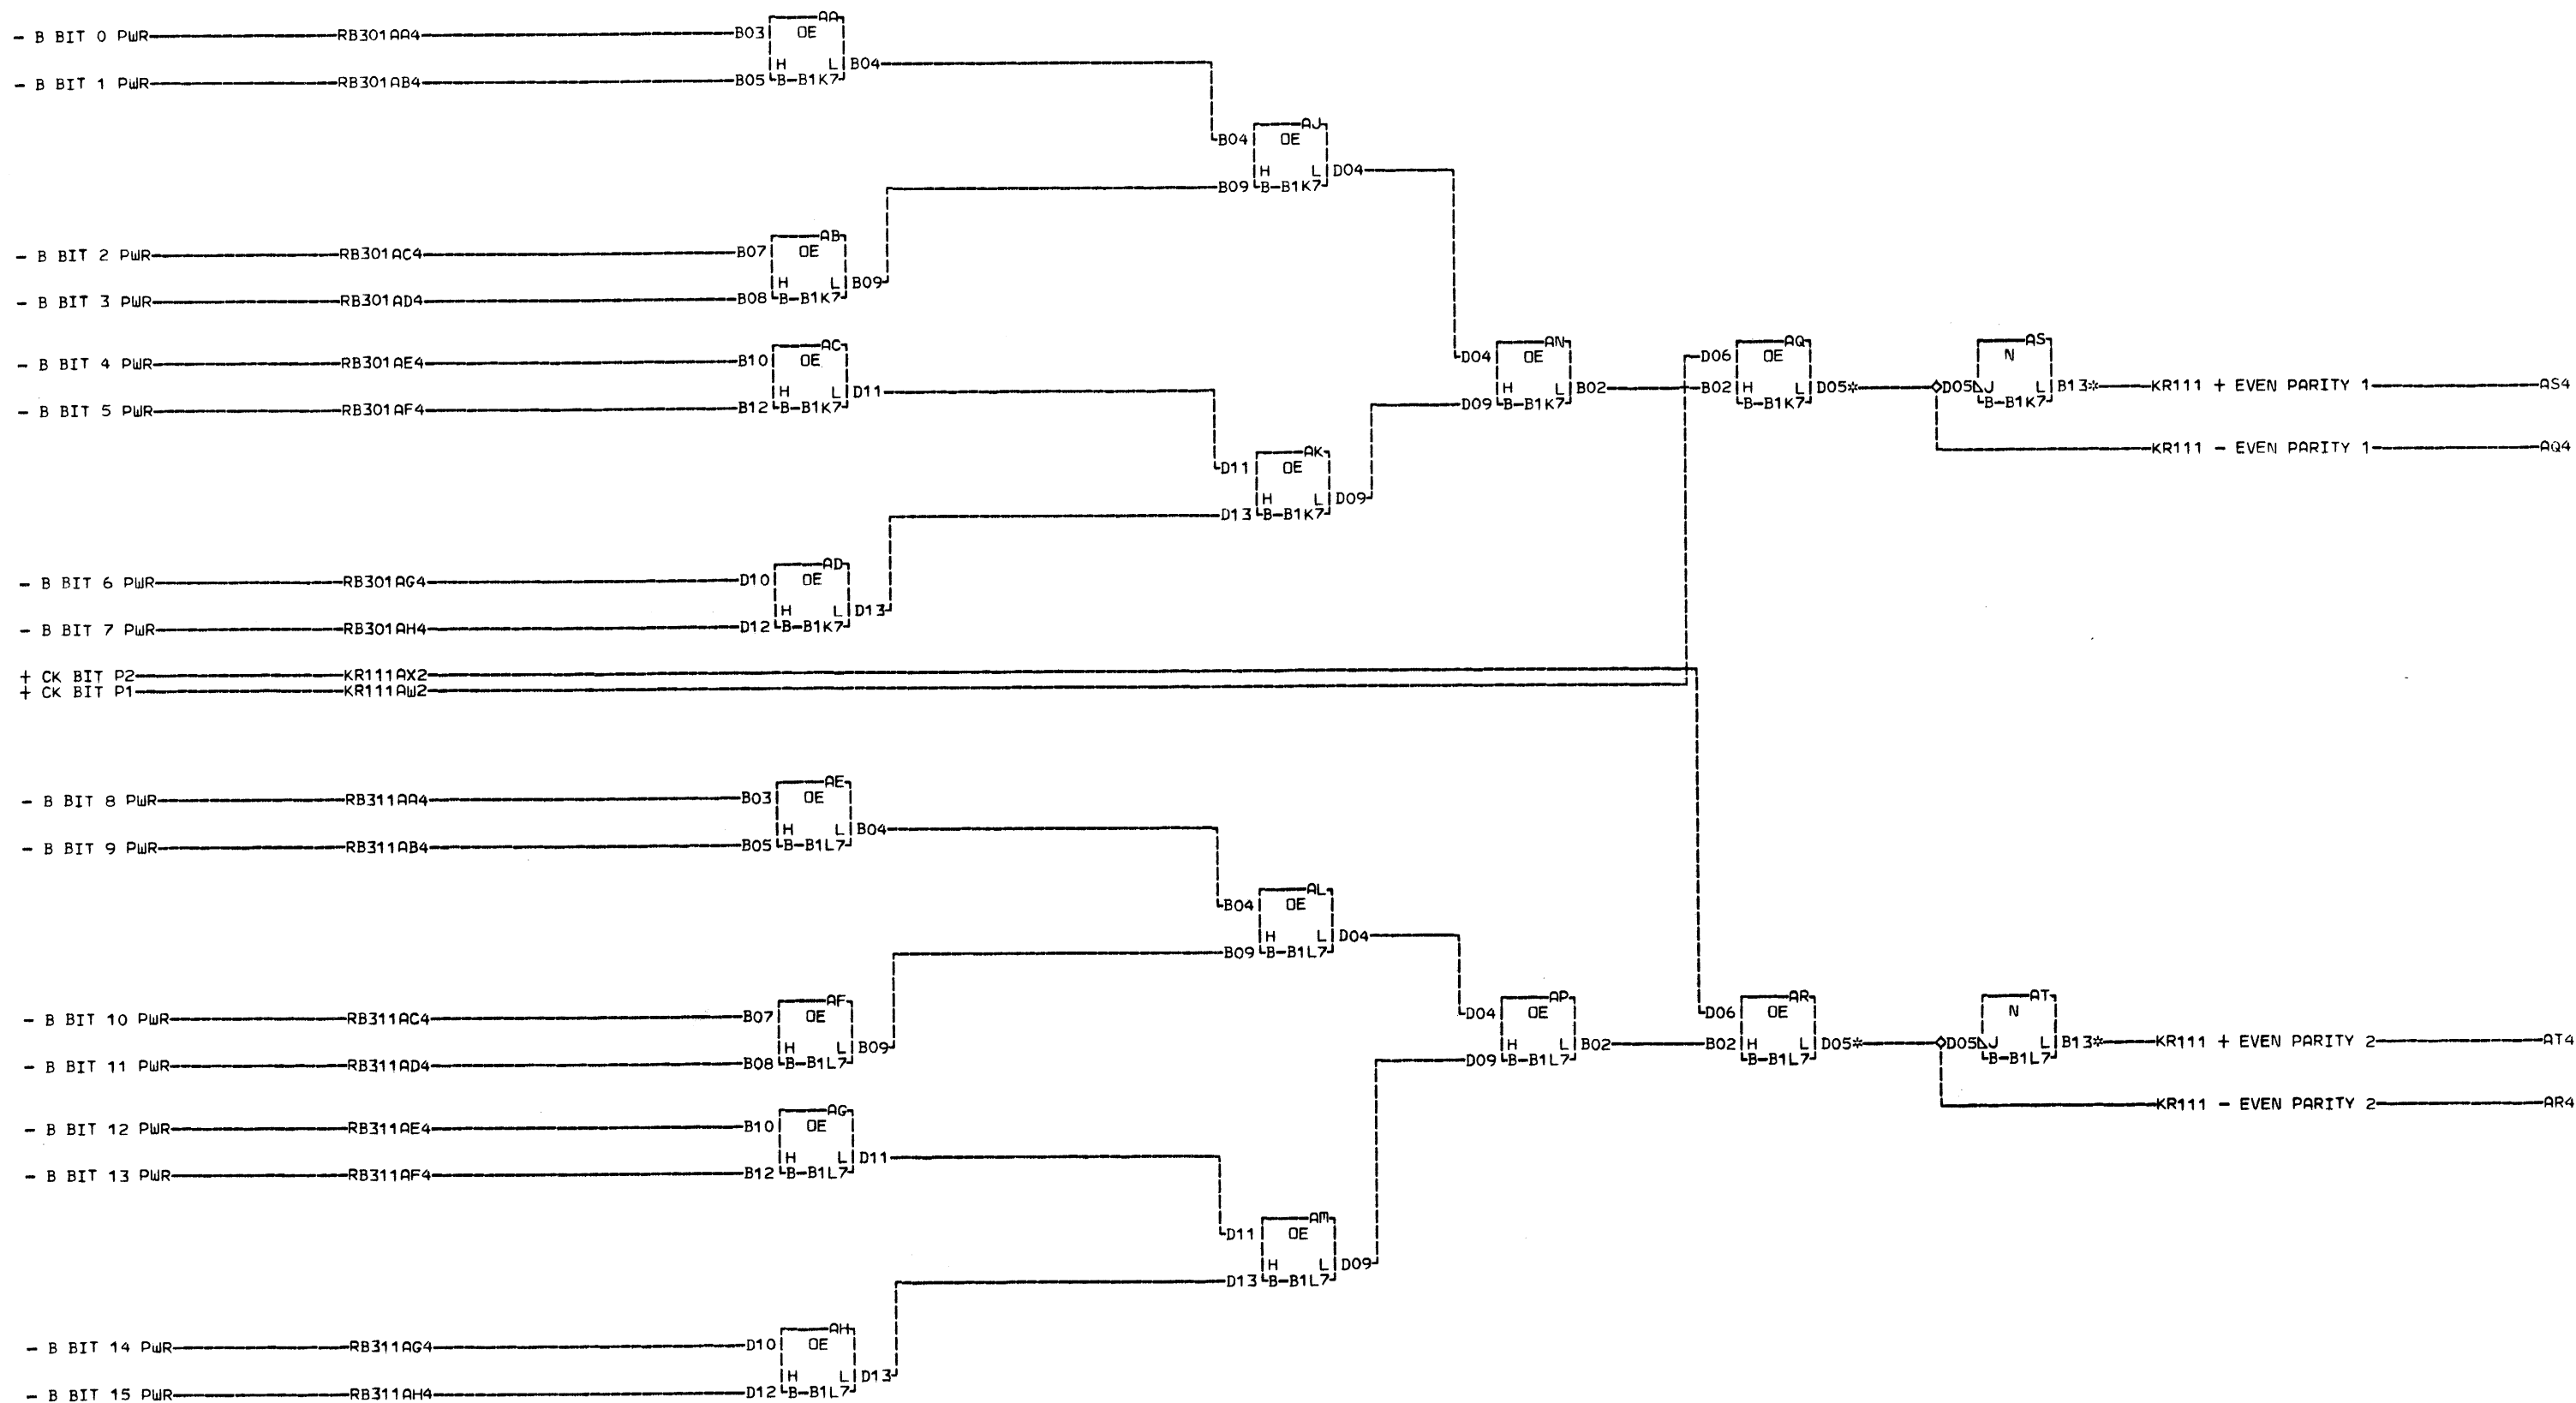 AA
- B BIT 0 PWR RB301AA4 B03 OE
H L B04
- B BIT 1 PWR RB301AB4 B05 B-B1K7
AJ
B04 OE
H L D04
B09 B-B1K7
AB
- B BIT 2 PWR RB301AC4 B07 OE
H L B09
- B BIT 3 PWR RB301AD4 B08 B-B1K7
AC
- B BIT 4 PWR RB301AE4 B10 OE
H L D11
- B BIT 5 PWR RB301AF4 B12 B-B1K7
AN
D04 OE
H L B02
D09 B-B1K7
AQ
D06 OE
B02 H L D05*
B-B1K7
AS
N
D05 J L B13* KR111 + EVEN PARITY 1 AS4
B-B1K7
KR111 - EVEN PARITY 1 AQ4
AK
D11 OE
H L D09
D13 B-B1K7
AD
- B BIT 6 PWR RB301AG4 D10 OE
H L D13
- B BIT 7 PWR RB301AH4 D12 B-B1K7
+ CK BIT P2 KR111AX2
+ CK BIT P1 KR111AW2
AE
- B BIT 8 PWR RB311AA4 B03 OE
H L B04
- B BIT 9 PWR RB311AB4 B05 B-B1L7
AL
B04 OE
H L D04
B09 B-B1L7
AF
- B BIT 10 PWR RB311AC4 B07 OE
H L B09
- B BIT 11 PWR RB311AD4 B08 B-B1L7
AP
D04 OE
H L B02
D09 B-B1L7
AR
D06 OE
B02 H L D05*
B-B1L7
AT
N
D05 J L B13* KR111 + EVEN PARITY 2 AT4
B-B1L7
KR111 - EVEN PARITY 2 AR4
AG
- B BIT 12 PWR RB311AE4 B10 OE
H L D11
- B BIT 13 PWR RB311AF4 B12 B-B1L7
AM
D11 OE
H L D09
D13 B-B1L7
AH
- B BIT 14 PWR RB311AG4 D10 OE
H L D13
- B BIT 15 PWR RB311AH4 D12 B-B1L7